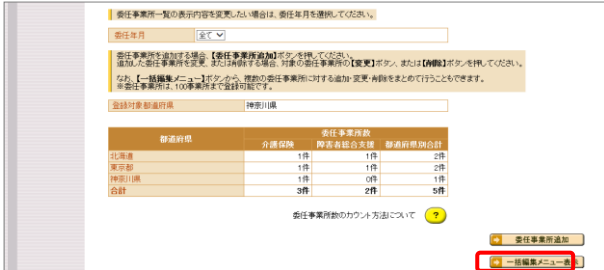 委任事業所一覧の表示内容を変更したい場合は、委任年月を選択してください。
委任年月 全て
委任事業所を追加する場合、【委任事業所追加】ボタンを押してください。
追加した委任事業所を変更、または削除する場合、対象の委任事業所の【変更】ボタン、または【削除】ボタンを押してください。
なお、【一括編集メニュー】ボタンから、複数の委任事業所に対する追加・変更・削除をまとめて行うこともできます。
※委任事業所は、100事業所まで登録可能です。
登録対象都道府県 神奈川県
都道府県 委任事業所数
介護保険 障害者総合支援 都道府県別合計
北海道 1件 1件 2件
東京都 1件 1件 2件
神奈川県 1件 0件 1件
合計 3件 2件 5件
委任事業所数のカウント方法について ?
委任事業所追加
一括編集メニュー表